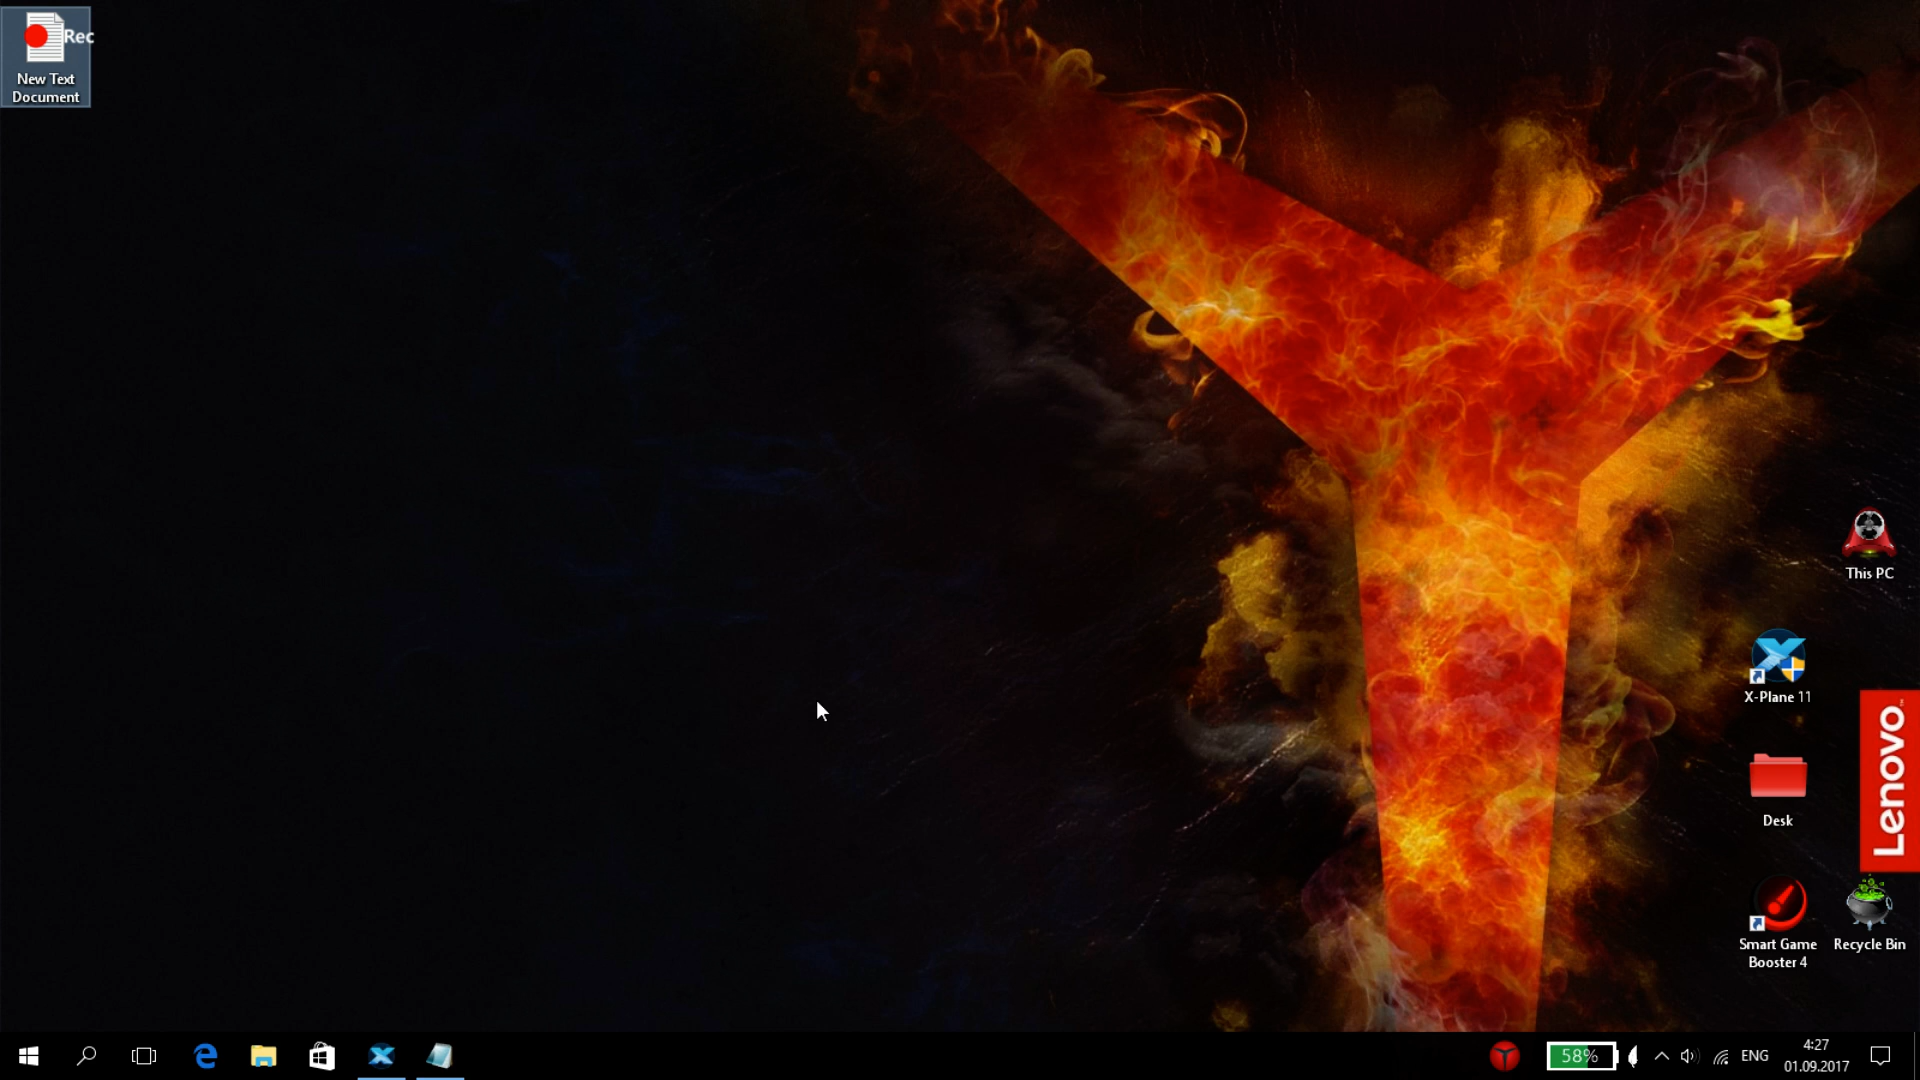 Rec
New Text
Document
This PC
X-Plane 11
Lenovo
Desk
Smart Game
Booster 4
Recycle Bin
58%
ENG
4:27
01.09.2017